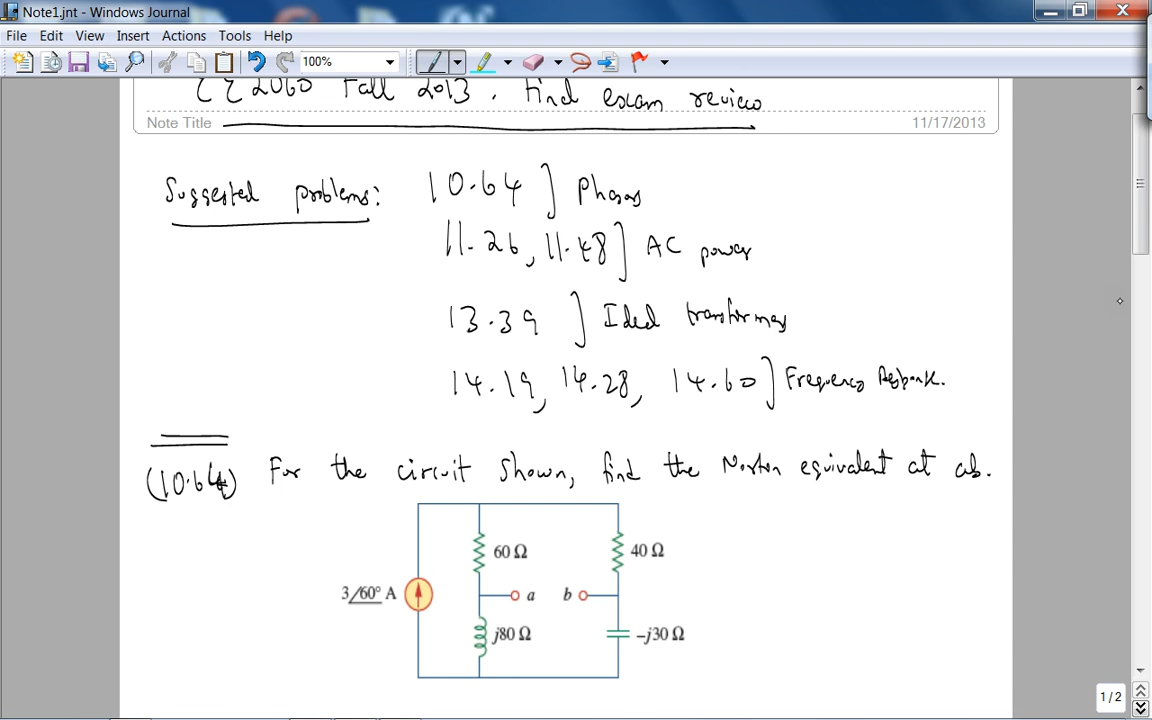 Note1.jnt - Windows Journal
File Edit View Insert Actions Tools Help
100%
EE 2060 Fall 2013. Final exam review
Note Title 11/17/2013
Suggested problems: 10.64 ] Phasors
11.26, 11.48 ] AC power
13.39 ] Ideal transformers
14.19, 14.28, 14.60 ] Frequency Response.
(10.64) For the circuit shown, find the Norton equivalent at ab.
60 Ω 40 Ω
3/60° A a b
j80 Ω -j30 Ω
1 / 2